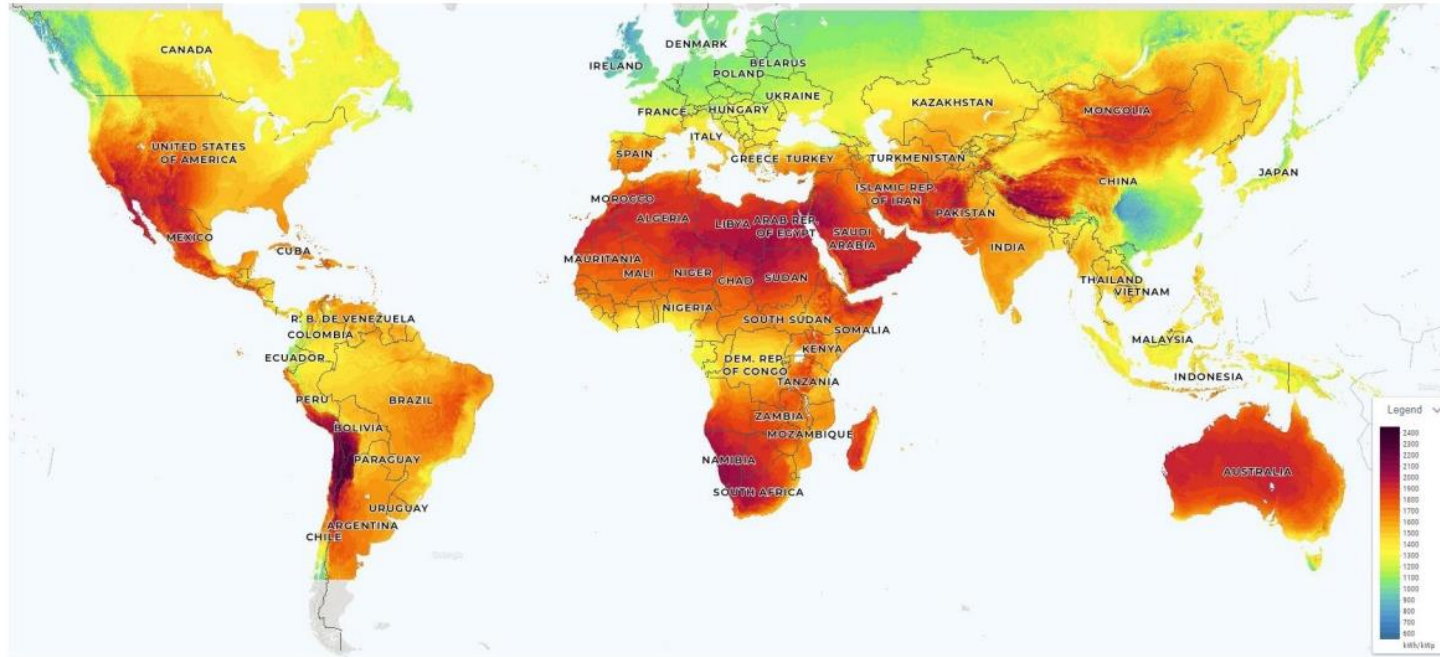 CANADA
DENMARK
IRELAND
BELARUS
POLAND
UKRAINE
FRANCE
HUNGARY
KAZAKHSTAN
MONGOLIA
ITALY
UNITED STATES
OF AMERICA
SPAIN
GREECE
TURKEY
TURKMENISTAN
CHINA
JAPAN
MOROCCO
ISLAMIC REP.
OF IRAN
ALGERIA
LIBYA
ARAB REP.
OF EGYPT
PAKISTAN
MEXICO
SAUDI
ARABIA
INDIA
CUBA
MAURITANIA
MALI
NIGER
CHAD
SUDAN
THAILAND
VIETNAM
NIGERIA
R. B. DE VENEZUELA
SOUTH SUDAN
COLOMBIA
SOMALIA
MALAYSIA
ECUADOR
KENYA
DEM. REP.
OF CONGO
INDONESIA
TANZANIA
PERU
BRAZIL
ZAMBIA
BOLIVIA
MOZAMBIQUE
NAMIBIA
PARAGUAY
AUSTRALIA
SOUTH AFRICA
URUGUAY
ARGENTINA
CHILE
Legend
2400
2300
2200
2100
2000
1900
1800
1700
1600
1500
1400
1300
1200
1100
1000
900
800
700
600
kWh/kWp